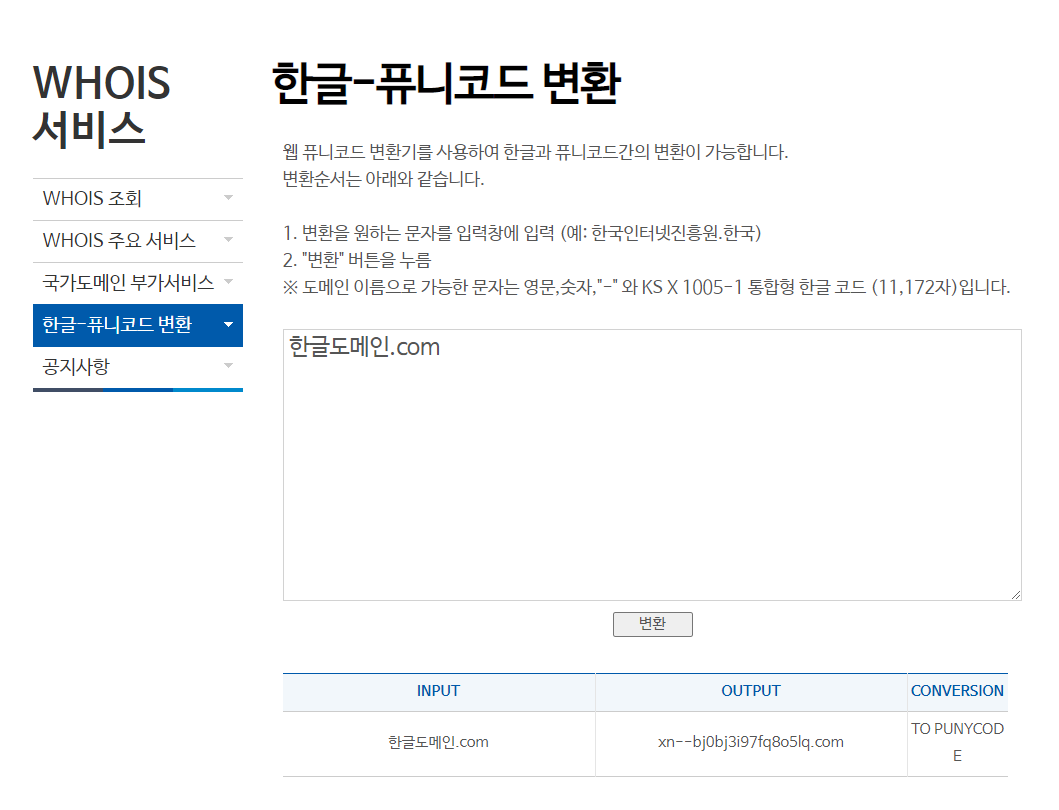 WHOIS
서비스
WHOIS 조회
WHOIS 주요 서비스
국가도메인 부가서비스
한글-퓨니코드 변환
공지사항
한글-퓨니코드 변환
웹 퓨니코드 변환기를 사용하여 한글과 퓨니코드간의 변환이 가능합니다.
변환순서는 아래와 같습니다.
1. 변환을 원하는 문자를 입력창에 입력 (예: 한국인터넷진흥원.한국)
2. "변환" 버튼을 누름
※ 도메인 이름으로 가능한 문자는 영문,숫자,"-" 와 KS X 1005-1 통합형 한글 코드 (11,172자)입니다.
한글도메인.com
변환
INPUT OUTPUT CONVERSION
한글도메인.com xn--bj0bj3i97fq8o5lq.com TO PUNYCOD
E